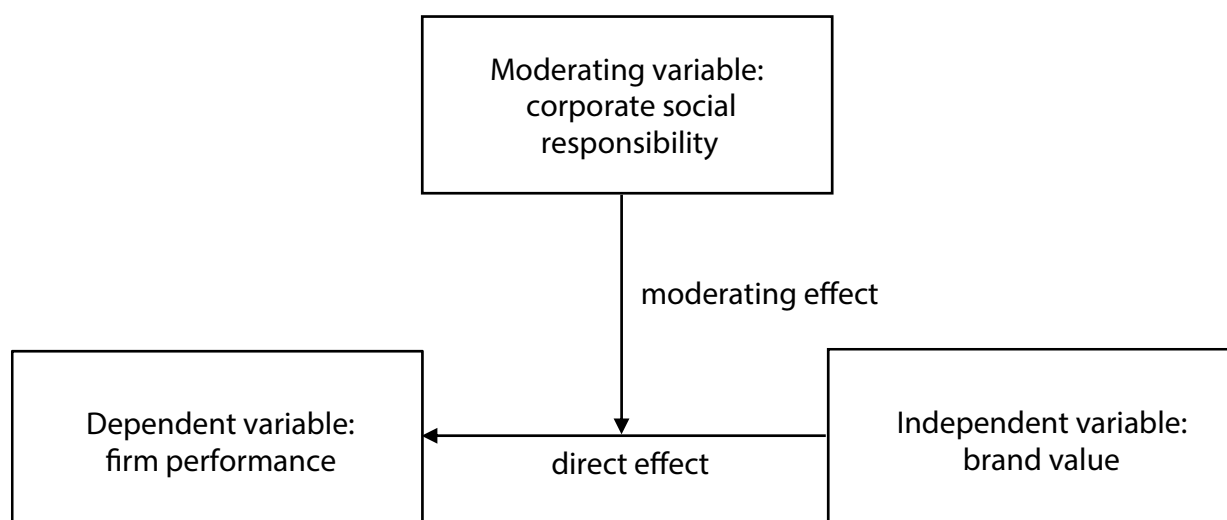 Moderating variable:
corporate social
responsibility
moderating effect
Dependent variable:
firm performance
direct effect
Independent variable:
brand value